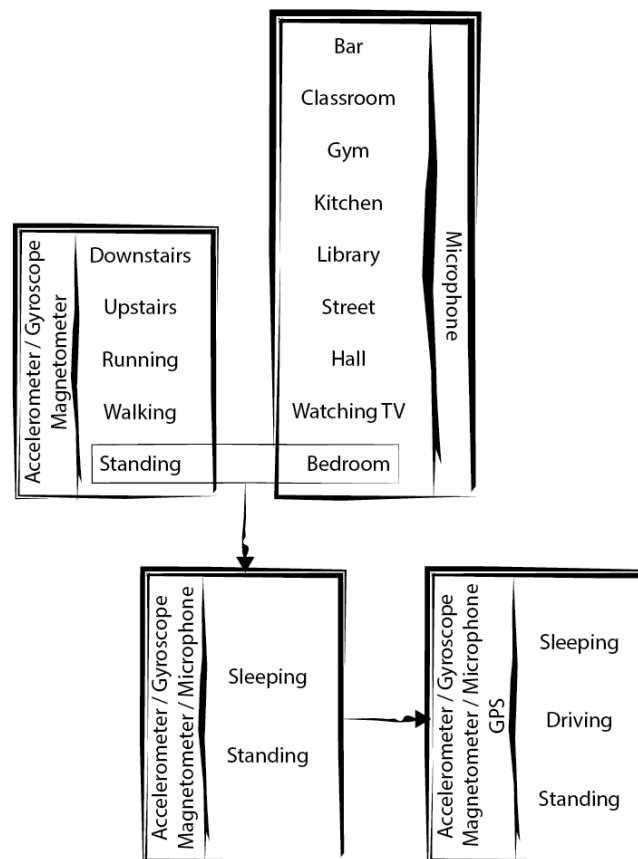 Bar
Classroom
Gym
Kitchen
Library
Street
Hall
Watching TV
Bedroom
Microphone
Accelerometer / Gyroscope
Magnetometer
Downstairs
Upstairs
Running
Walking
Standing
Accelerometer / Gyroscope
Magnetometer / Microphone
Sleeping
Standing
Accelerometer / Gyroscope
Magnetometer / Microphone
GPS
Sleeping
Driving
Standing